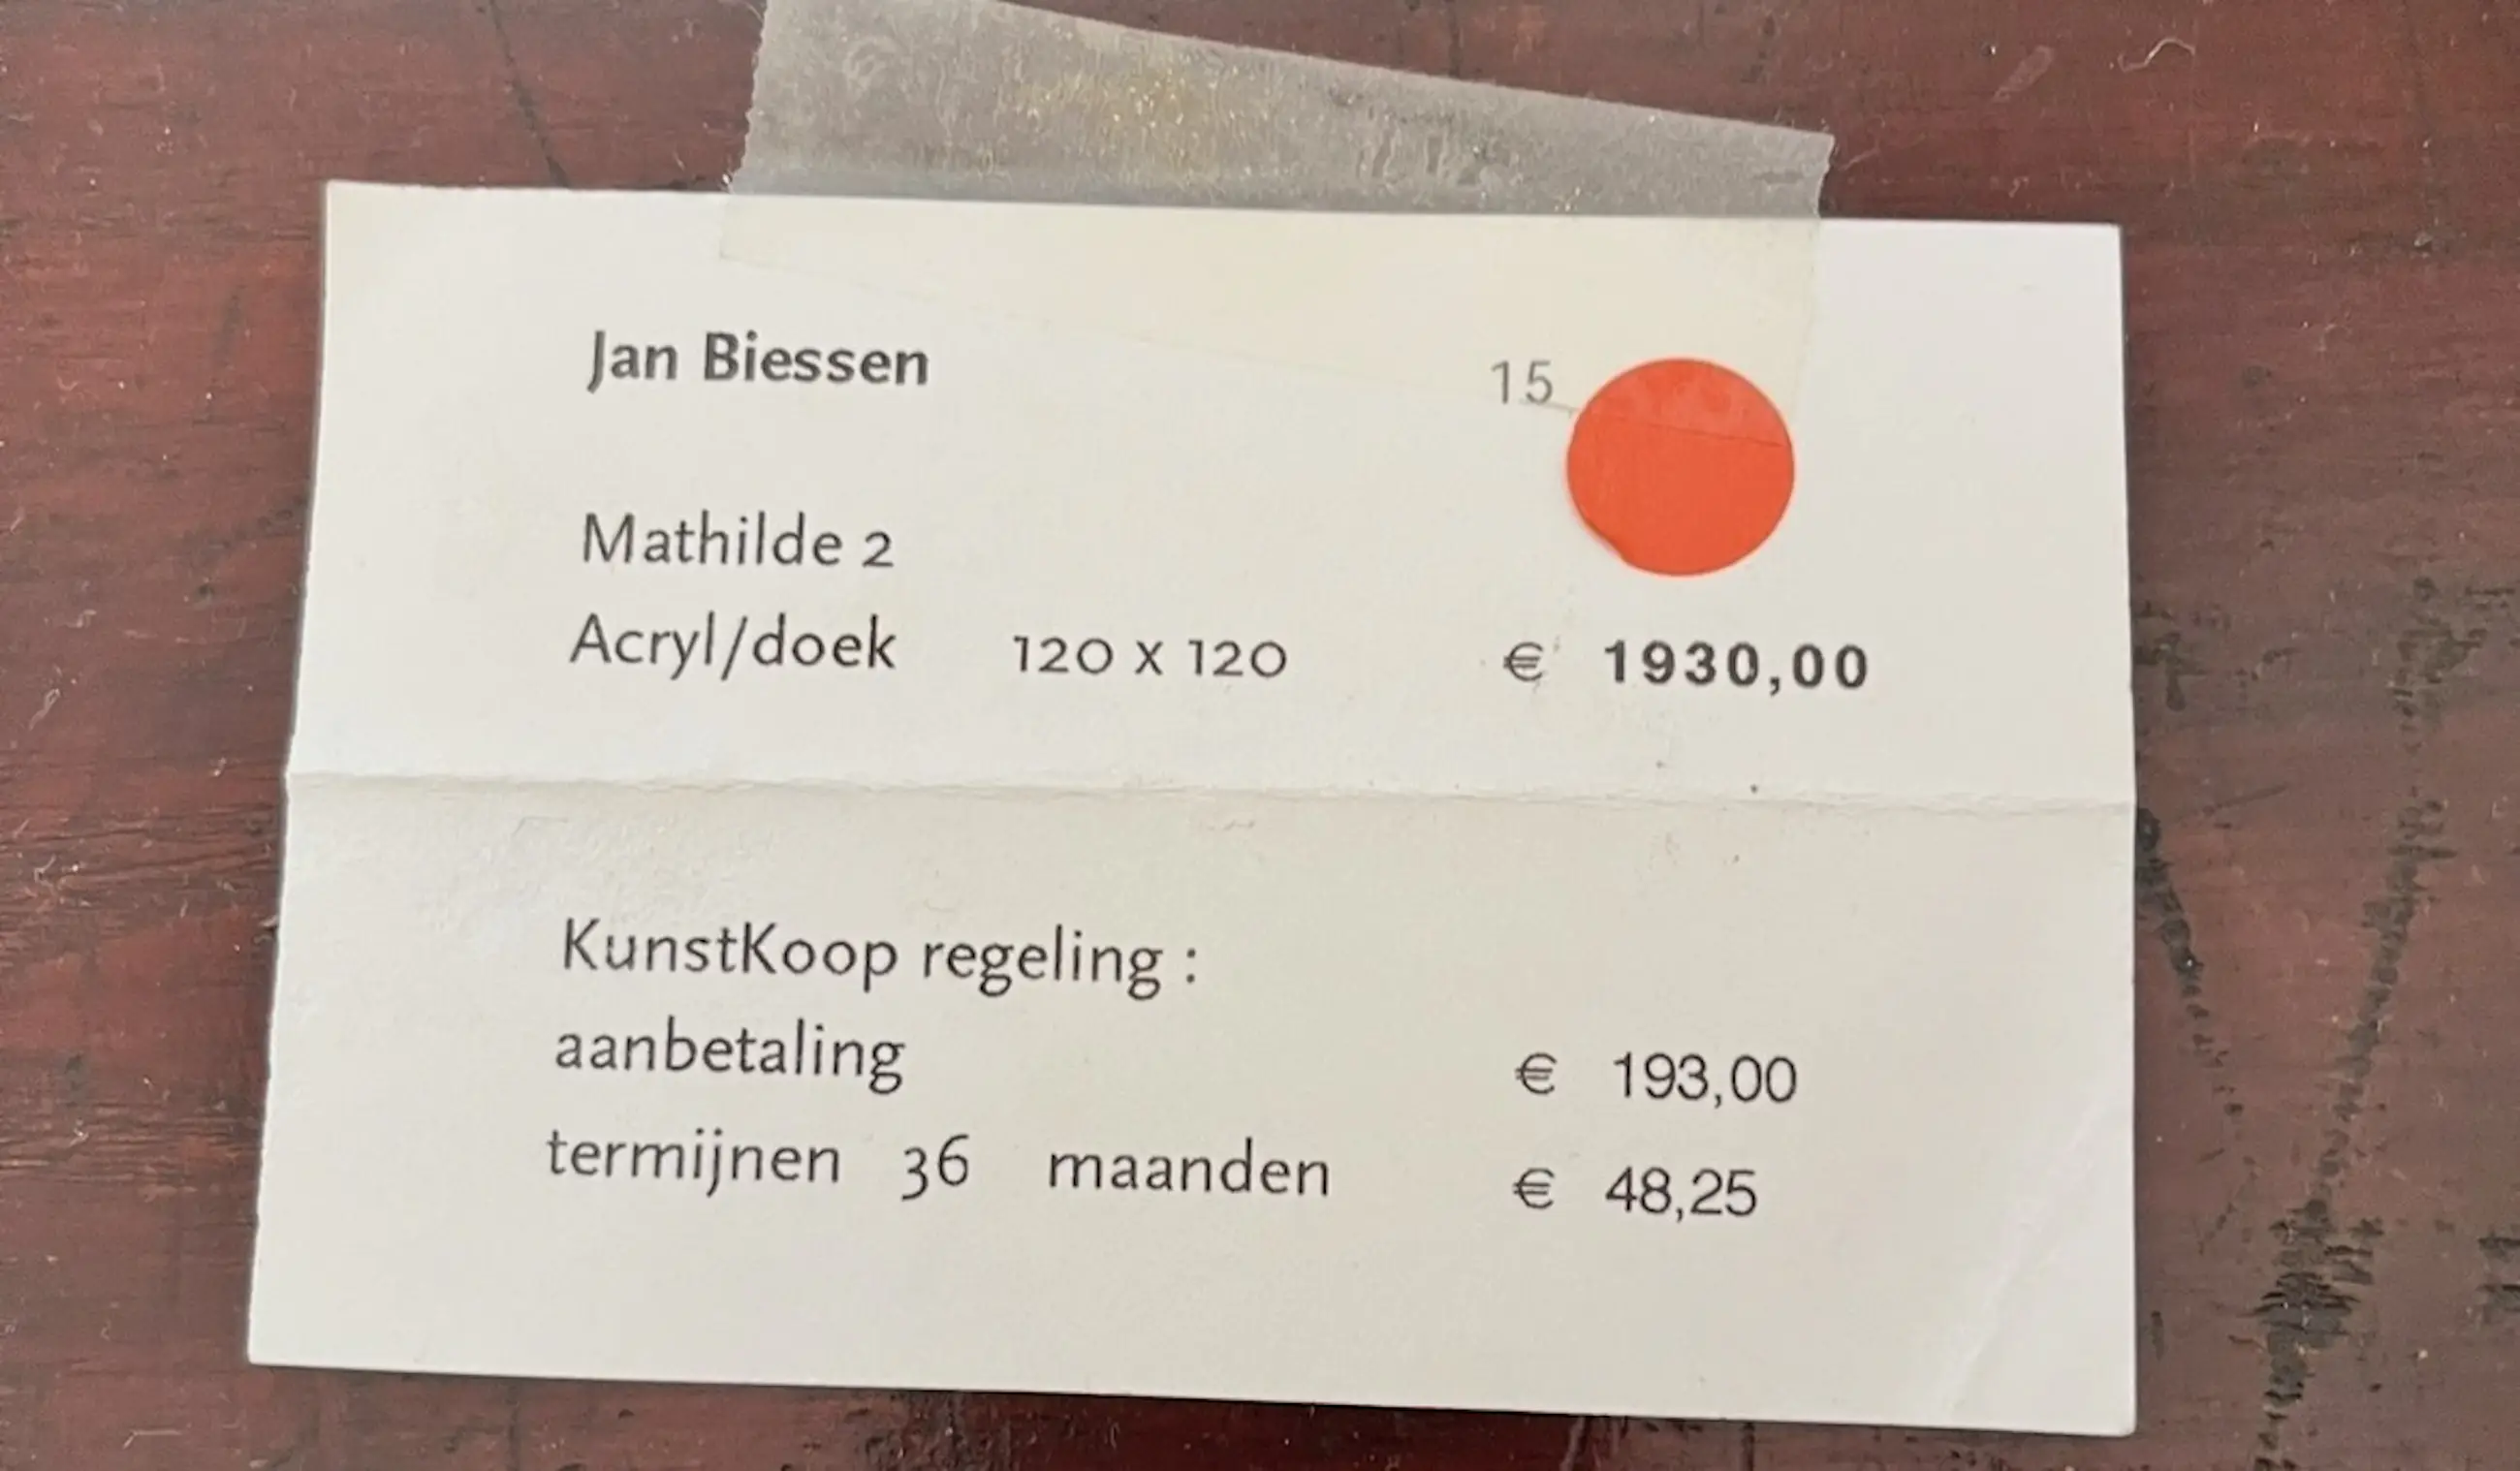 Jan Biessen
15
Mathilde 2
Acryl/doek 120 x 120 € 1930,00
KunstKoop regeling :
aanbetaling € 193,00
termijnen 36 maanden € 48,25